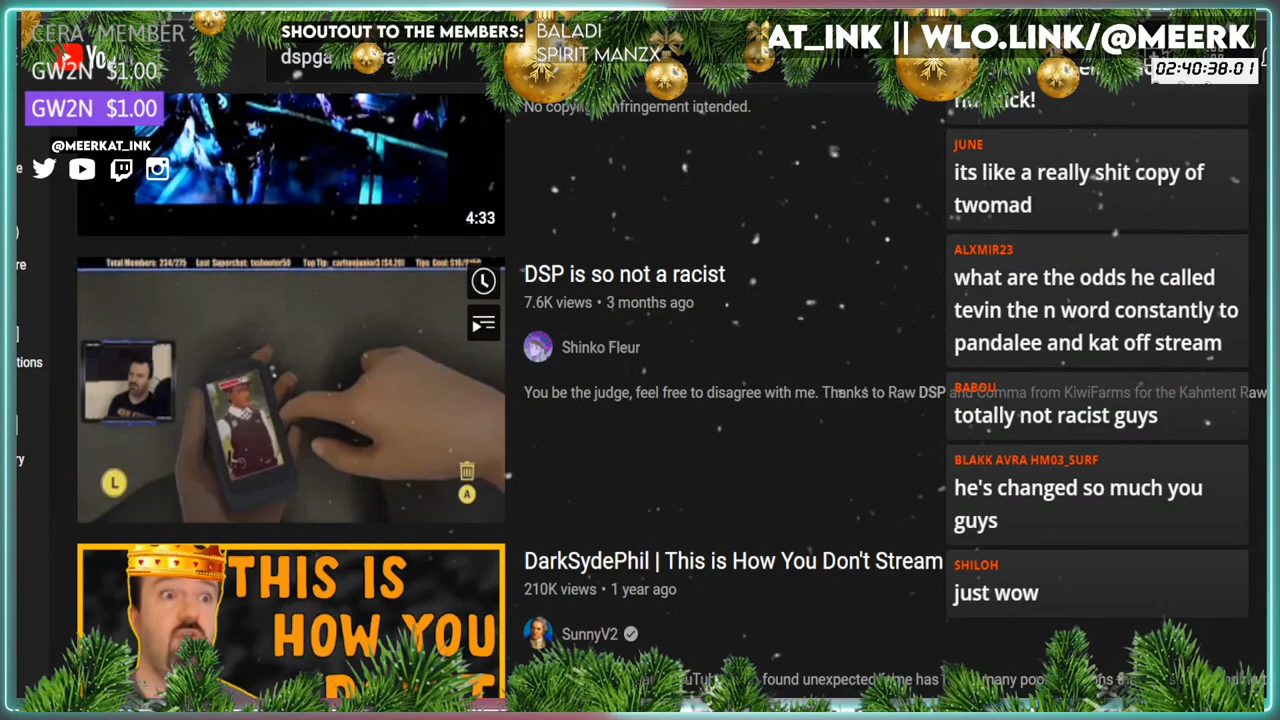 CERA MEMBER
GW2N $1.00
GW2N $1.00
@MEERKAT_INK
SHOUTOUT TO THE MEMBERS:
BALADI
SPIRIT MANZX
AT_INK || WLO.LINK/@MEERK
02:40:38.01
dspga
No copyright infringement intended.
4:33
DSP is so not a racist
7.6K views • 3 months ago
Shinko Fleur
You be the judge, feel free to disagree with me. Thanks to Raw DSP and Comma from KiwiFarms for the Kahntent Raw
L
A
DarkSydePhil | This is How You Don't Stream
210K views • 1 year ago
SunnyV2
found unexpected
THIS IS
HOW YOU
JUNE
its like a really shit copy of
twomad
ALXMIR23
what are the odds he called
tevin the n word constantly to
pandalee and kat off stream
BABOU
totally not racist guys
BLAKK AVRA HM03_SURF
he's changed so much you
guys
SHILOH
just wow